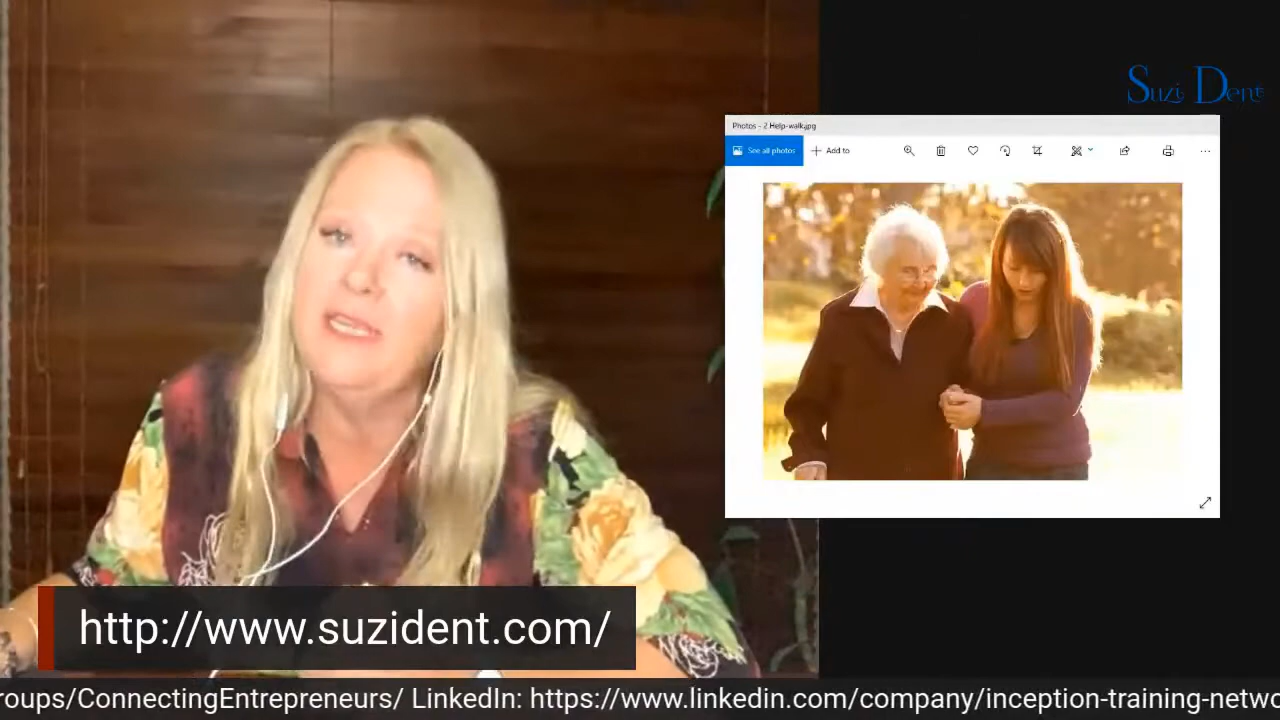 Suzi Dent
Photos - 2 Help-walk.jpg
See all photos
Add to
http://www.suzident.com/
roups/ConnectingEntrepreneurs/ LinkedIn: https://www.linkedin.com/company/inception-training-netwo